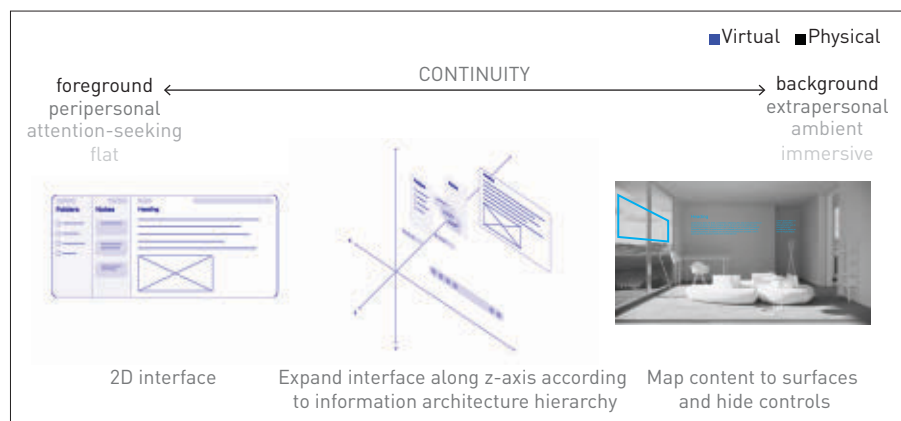 Virtual Physical
CONTINUITY
foreground
peripersonal
attention-seeking
flat
background
extrapersonal
ambient
immersive
Folders Notes Heading
2D interface
Expand interface along z-axis according
to information architecture hierarchy
Map content to surfaces
and hide controls